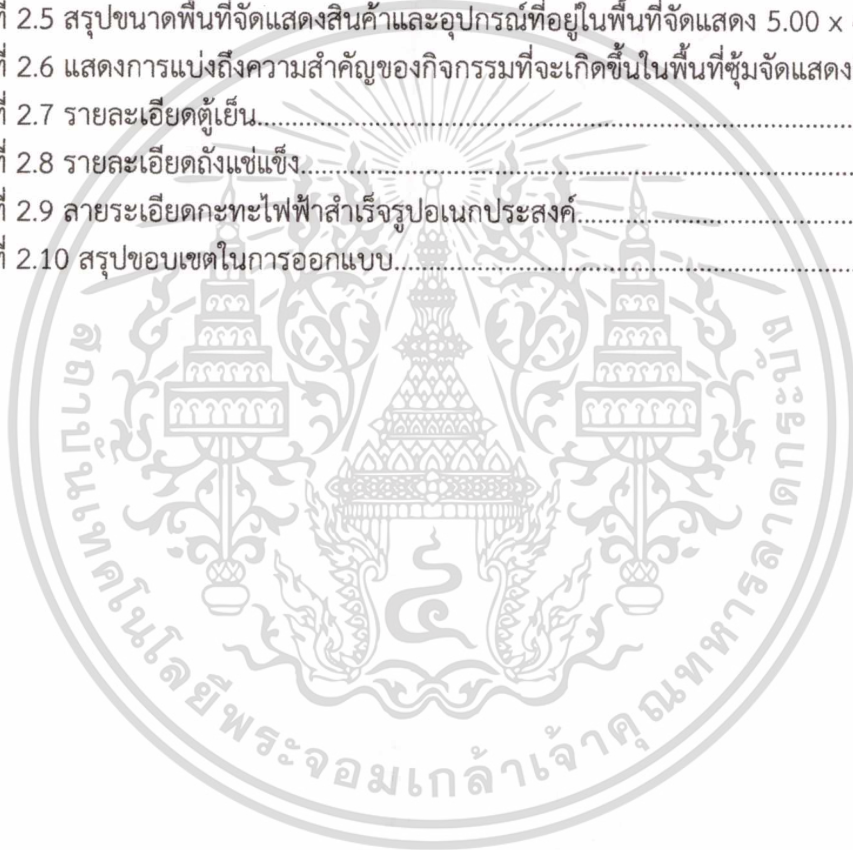 ที่ 2.5 สรุปขนาดพื้นที่จัดแสดงสินค้าและอุปกรณ์ที่อยู่ในพื้นที่จัดแสดง 5.00 x
ที่ 2.6 แสดงการแบ่งถึงความสำคัญของกิจกรรมที่จะเกิดขึ้นในพื้นที่ซุ้มจัดแสดง
ที่ 2.7 รายละเอียดตู้เย็น
ที่ 2.8 รายละเอียดถังแช่แข็ง
ที่ 2.9 ลายระเอียดกะทะไฟฟ้าสำเร็จรูปอเนกประสงค์
ที่ 2.10 สรุปขอบเขตในการออกแบบ
สถาบันเทคโนโลยีพระจอมเกล้าเจ้าคุณทหารลาดกระบัง
๔